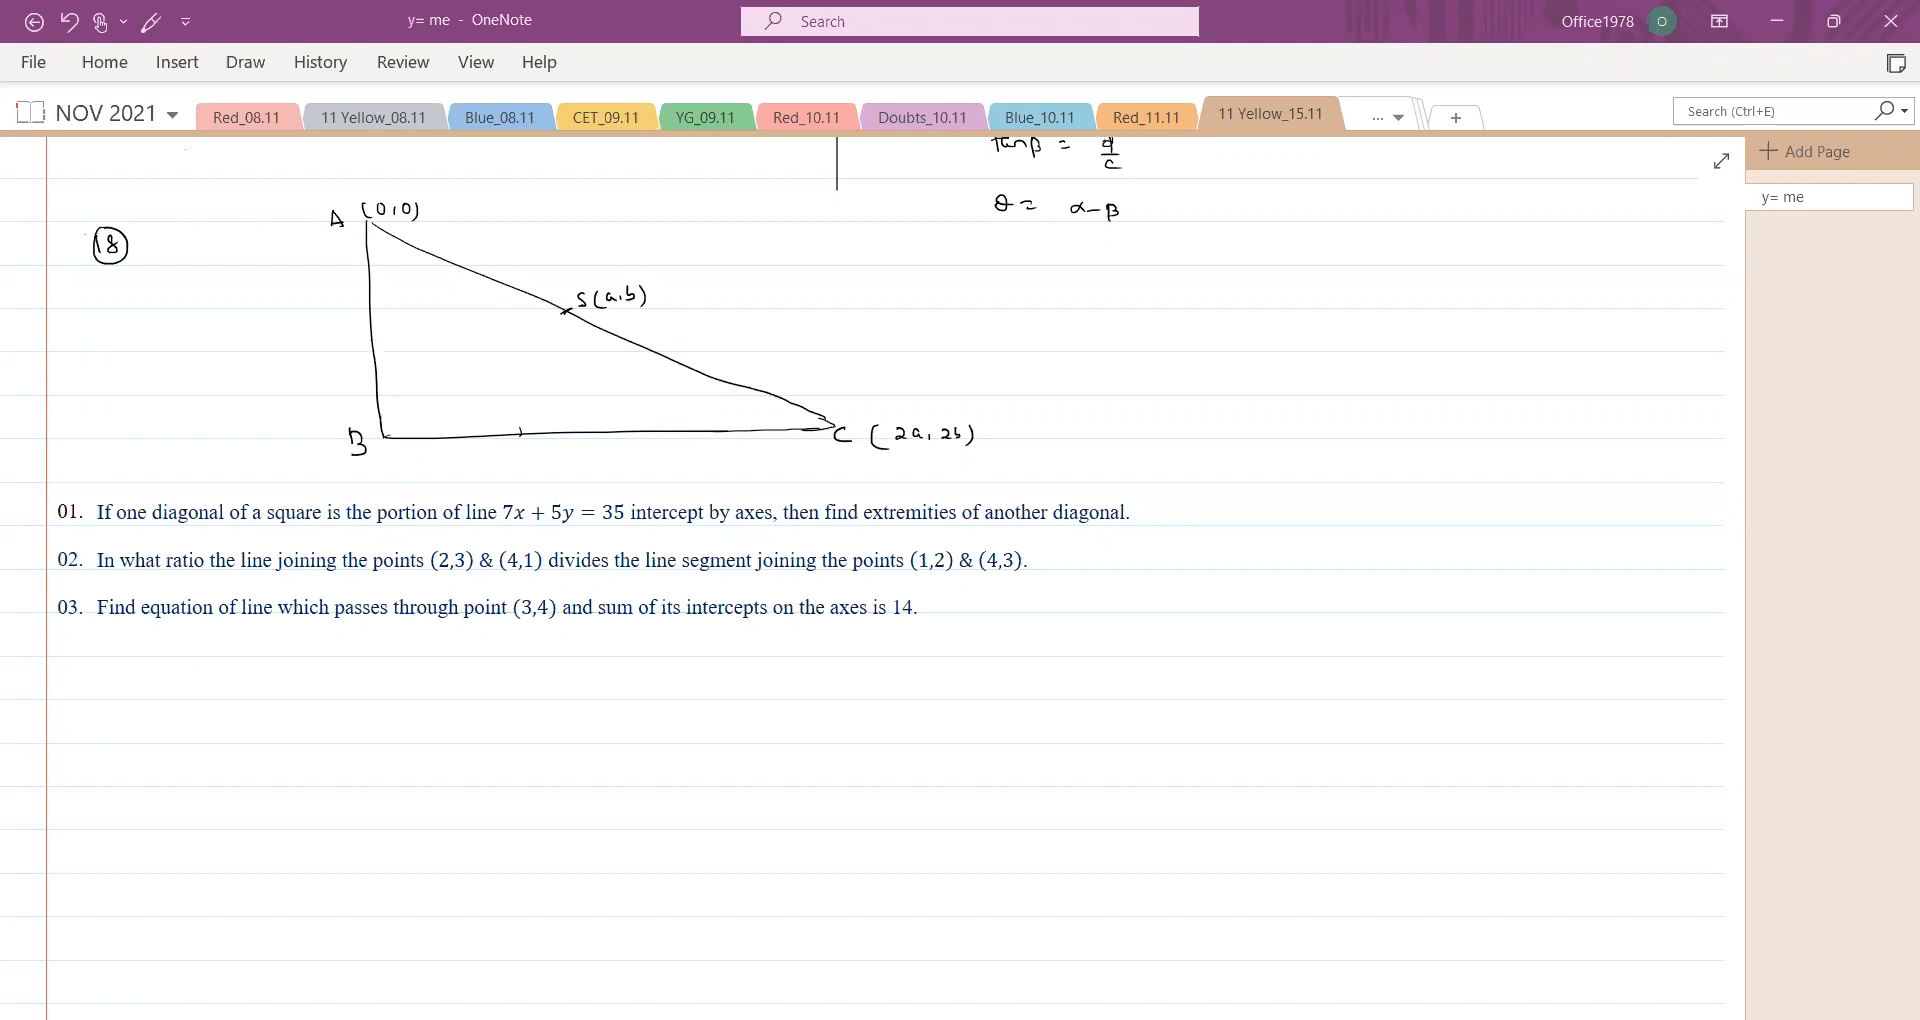 y= me - OneNote
Search
Office1978
O
File Home Insert Draw History Review View Help
NOV 2021
Red_08.11
11 Yellow_08.11
Blue_08.11
CET_09.11
YG_09.11
Red_10.11
Doubts_10.11
Blue_10.11
Red_11.11
11 Yellow_15.11
...
+
Search (Ctrl+E)
Add Page
y= me
tanβ = d/c
θ = α-β
18
A (0,0)
S(a,b)
B
C (2a, 2b)
01. If one diagonal of a square is the portion of line 7x + 5y = 35 intercept by axes, then find extremities of another diagonal.
02. In what ratio the line joining the points (2,3) & (4,1) divides the line segment joining the points (1,2) & (4,3).
03. Find equation of line which passes through point (3,4) and sum of its intercepts on the axes is 14.